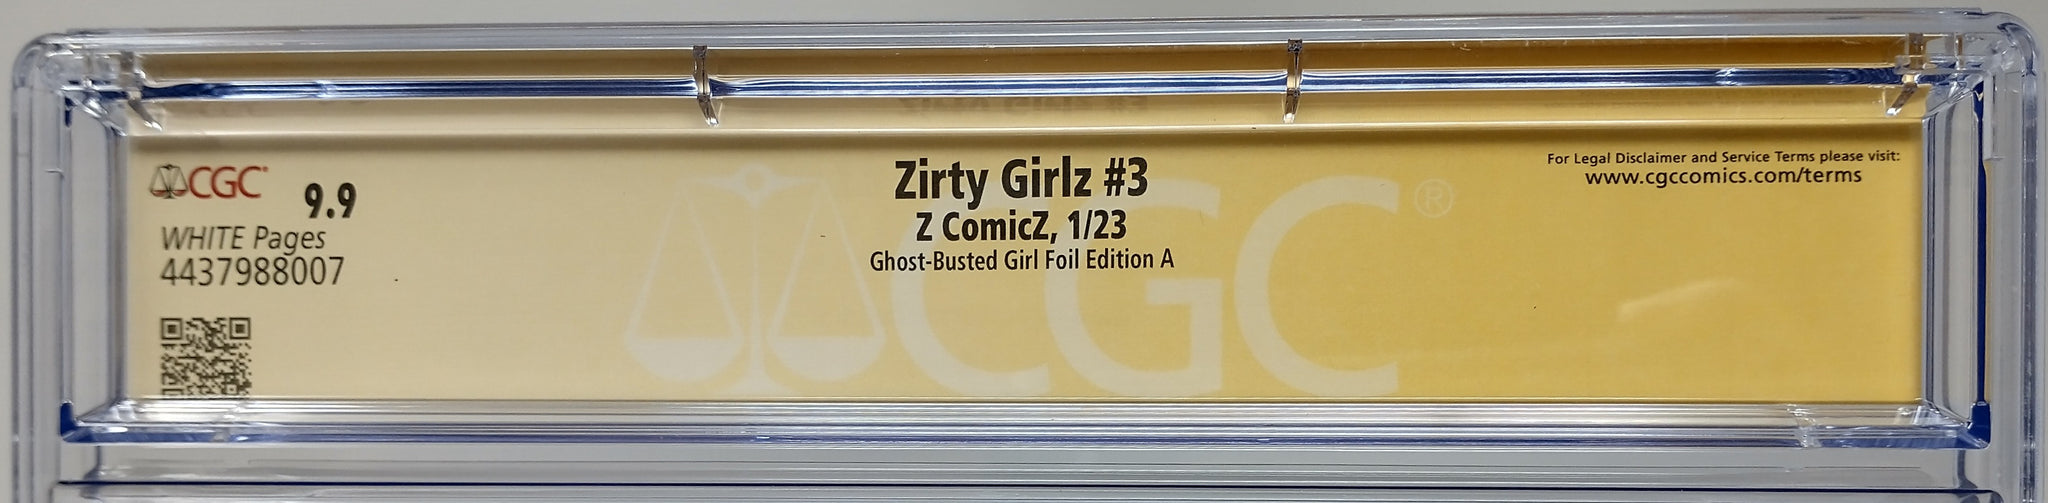 CGC® 9.9
WHITE Pages
4437988007
Zirty Girlz #3
Z ComicZ, 1/23
Ghost-Busted Girl Foil Edition A
CGC®
For Legal Disclaimer and Service Terms please visit:
www.cgccomics.com/terms